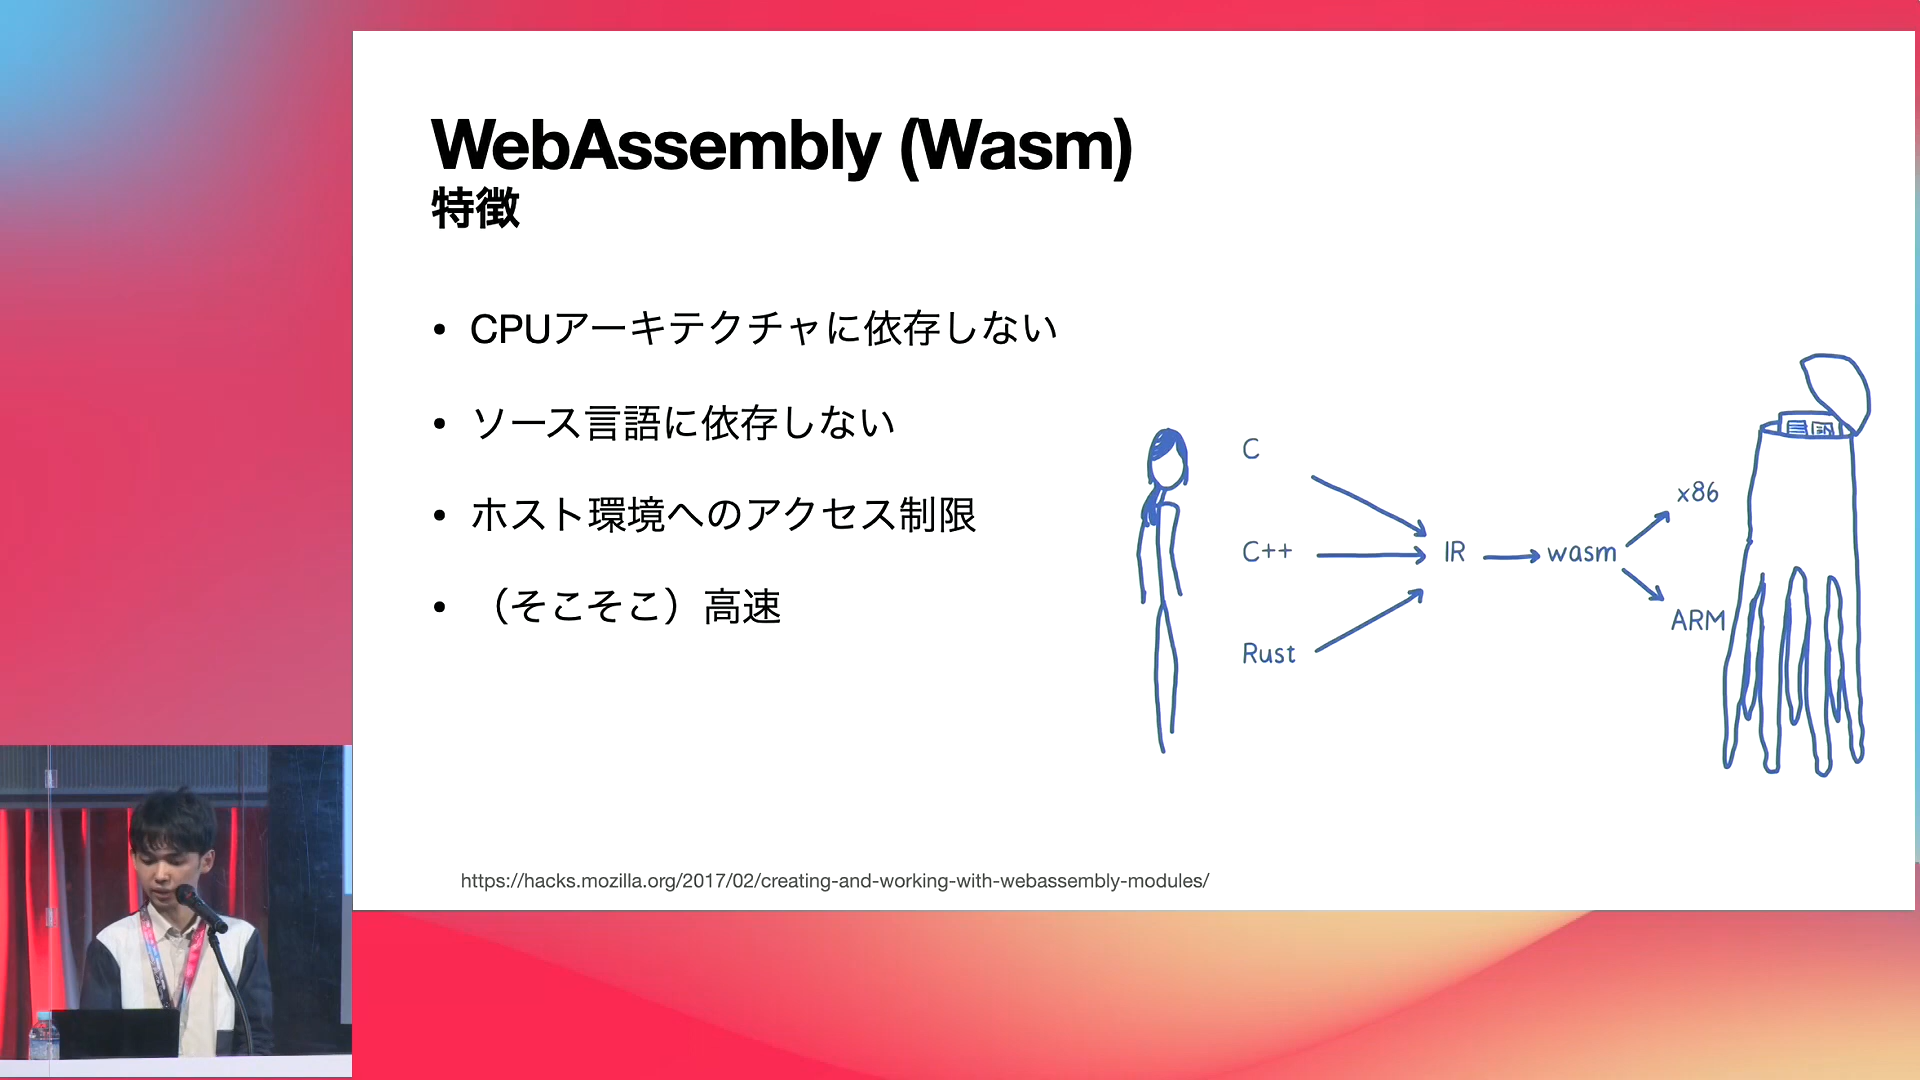 WebAssembly (Wasm)
特徴
• CPUアーキテクチャに依存しない
• ソース言語に依存しない
• ホスト環境へのアクセス制限
• （そこそこ）高速
C
C++
Rust
IR
wasm
x86
ARM
https://hacks.mozilla.org/2017/02/creating-and-working-with-webassembly-modules/